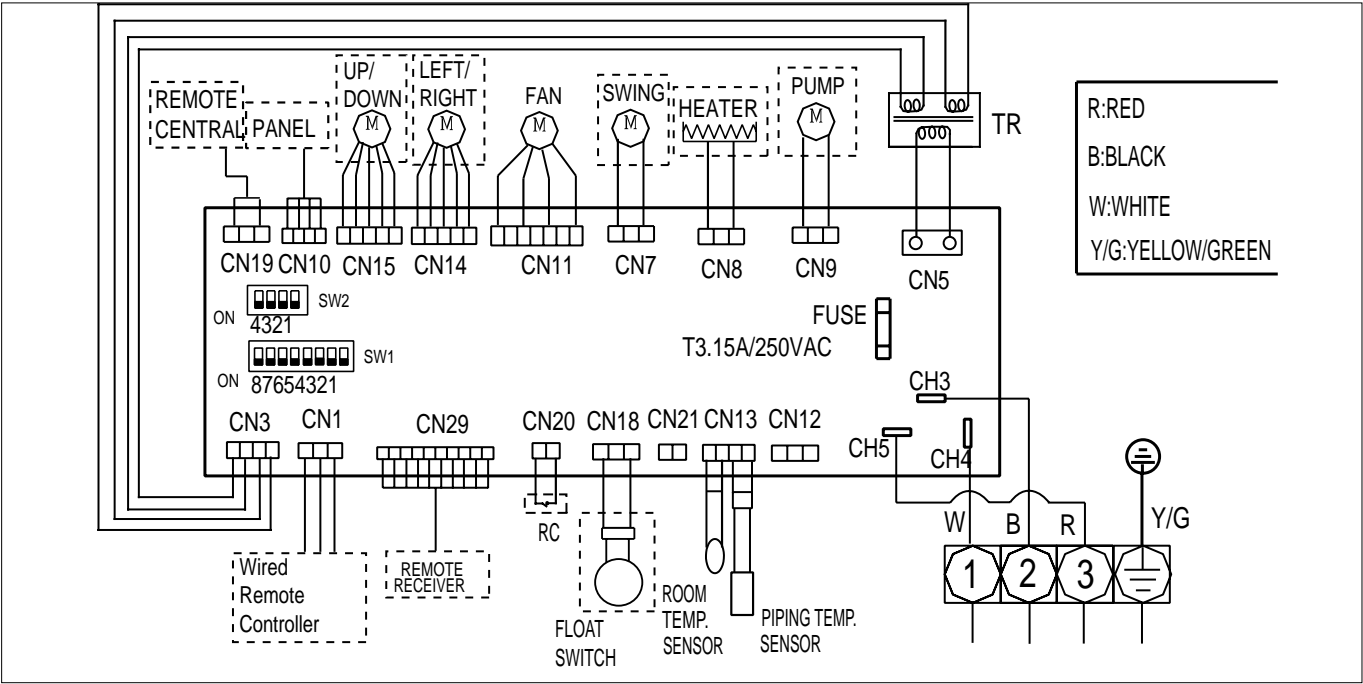 REMOTE
CENTRAL
PANEL
UP/
DOWN
M
LEFT/
RIGHT
M
FAN
M
SWING
M
HEATER
PUMP
M
TR
R:RED
B:BLACK
W:WHITE
Y/G:YELLOW/GREEN
CN19
CN10
CN15
CN14
CN11
CN7
CN8
CN9
CN5
SW2
ON
4321
SW1
ON
87654321
FUSE
T3.15A/250VAC
CH3
CH5
CH4
CN3
CN1
CN29
CN20
CN18
CN21
CN13
CN12
W
B
R
Y/G
1
2
3
Wired
Remote
Controller
REMOTE
RECEIVER
RC
FLOAT
SWITCH
ROOM
TEMP.
SENSOR
PIPING TEMP.
SENSOR